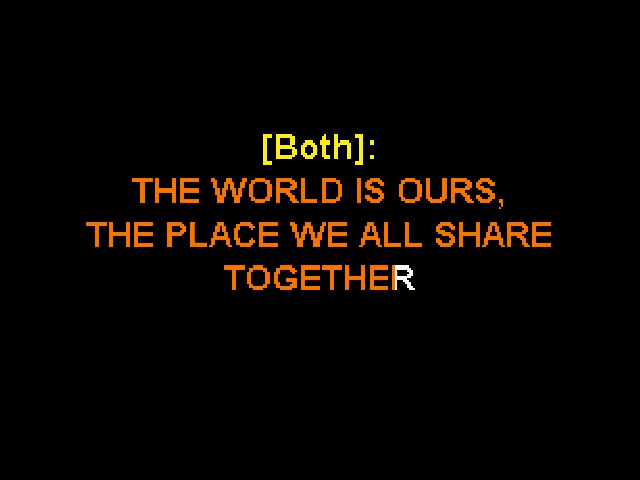 [Both]:
THE WORLD IS OURS,
THE PLACE WE ALL SHARE
TOGETHER